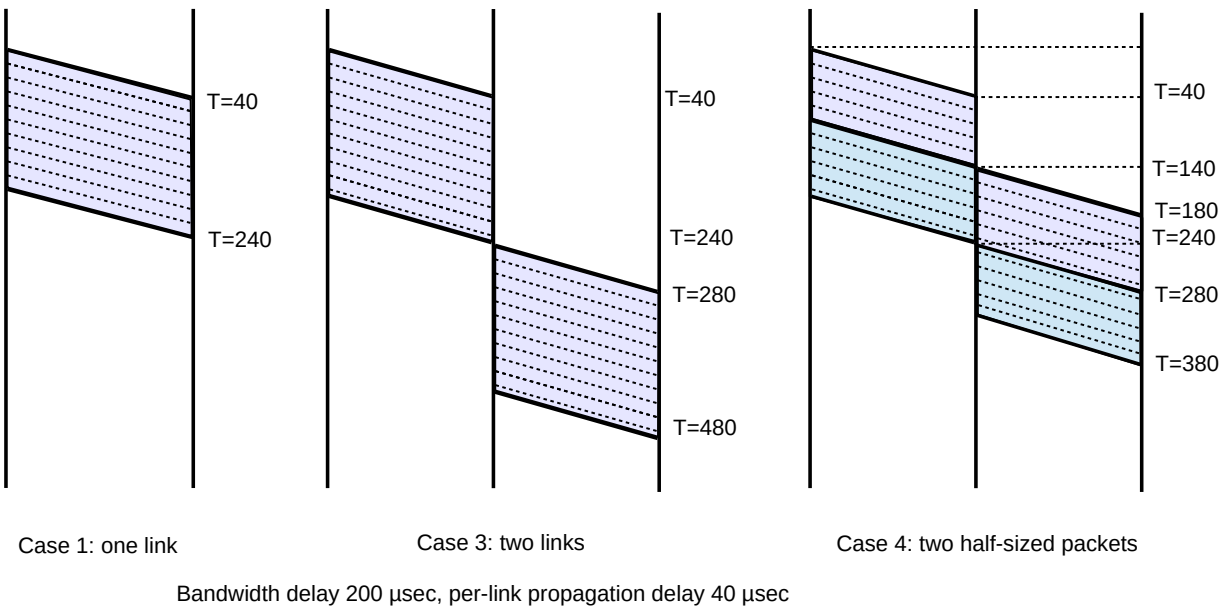 T=40
T=240
T=40
T=240
T=280
T=480
T=40
T=140
T=180
T=240
T=280
T=380
Case 1: one link
Case 3: two links
Case 4: two half-sized packets
Bandwidth delay 200 µsec, per-link propagation delay 40 µsec